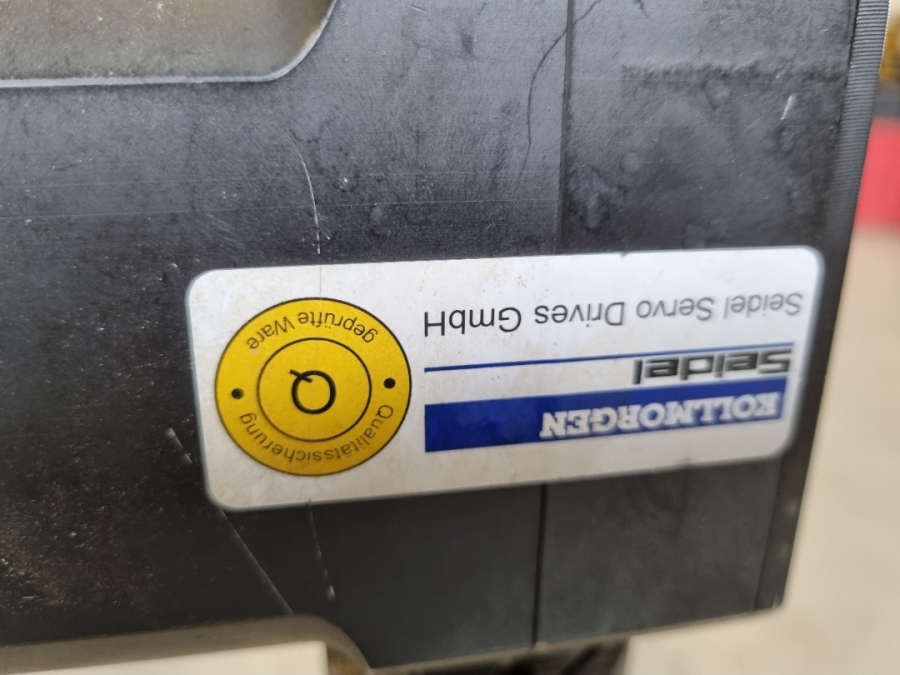 KOLLMORGEN
Seidel
Seidel Servo Drives GmbH
Qualitätssicherung
Q
geprüfte Ware